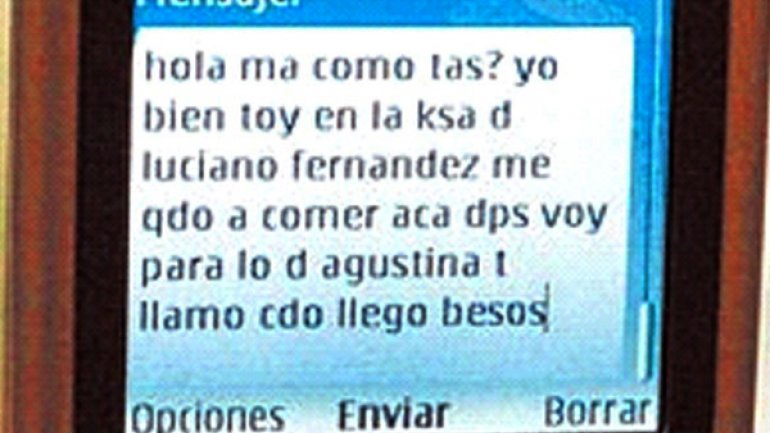 Mensaje:
hola ma como tas? yo
bien toy en la ksa d
luciano fernandez me
qdo a comer aca dps voy
para lo d agustina t
llamo cdo llego besos
Opciones Enviar Borrar